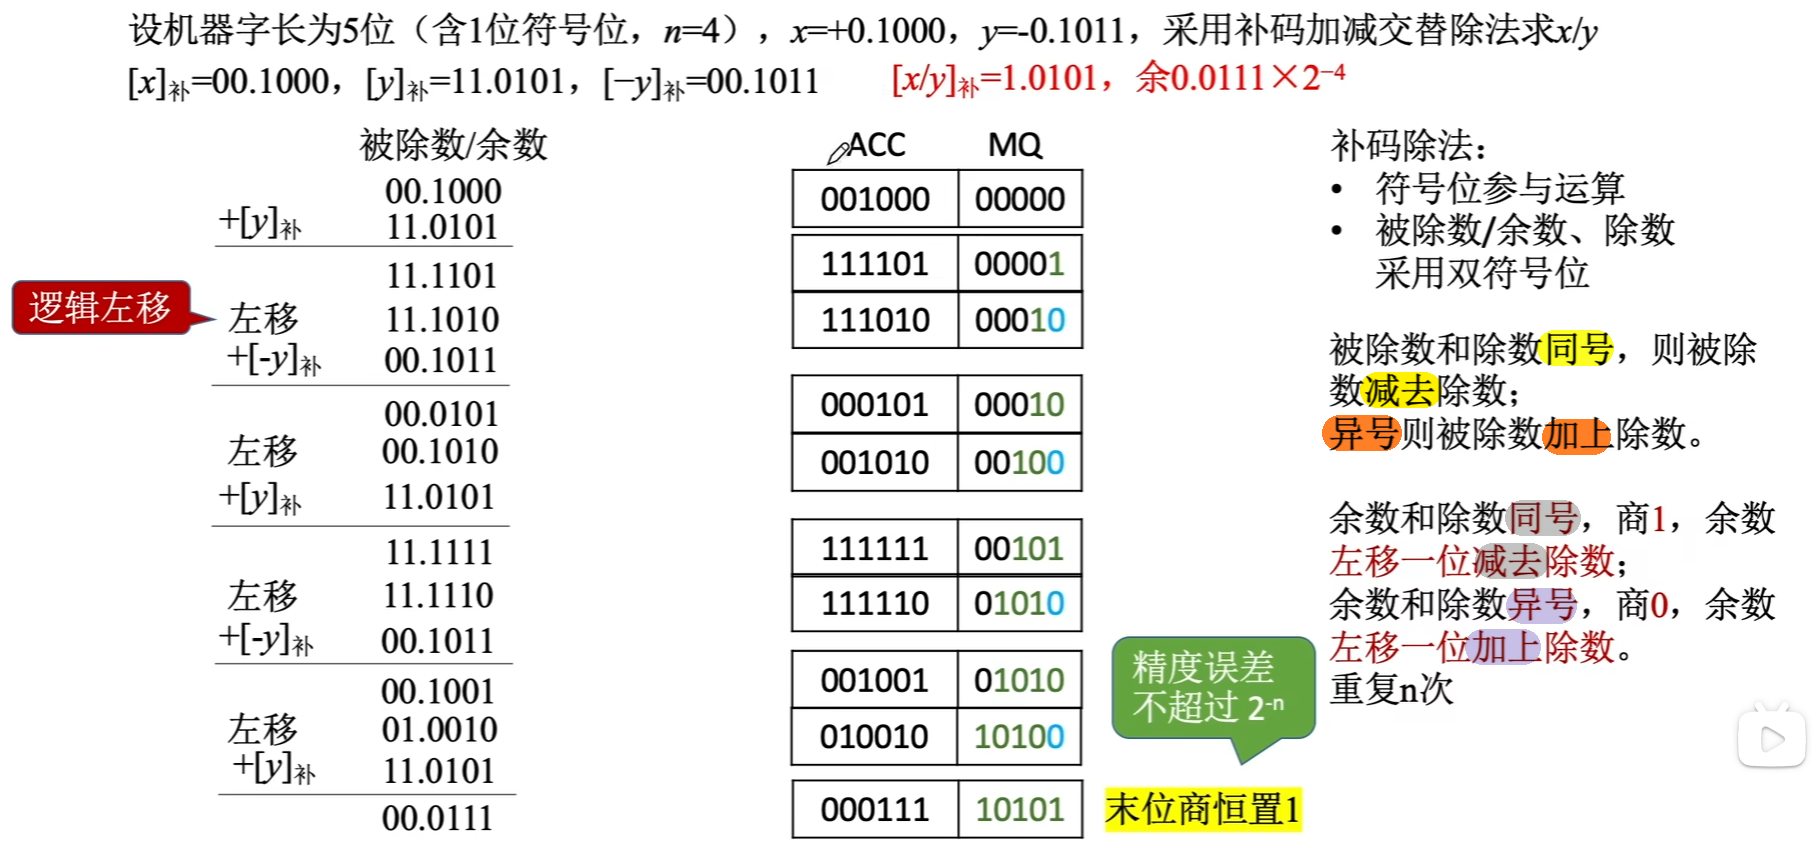 设机器字长为5位（含1位符号位，n=4），x=+0.1000，y=-0.1011，采用补码加减交替除法求x/y
[x]补=00.1000，[y]补=11.0101，[-y]补=00.1011
[x/y]补=1.0101，余0.0111×2⁻⁴
被除数/余数
00.1000
+[y]补 11.0101
11.1101
逻辑左移
左移 11.1010
+[-y]补 00.1011
00.0101
左移 00.1010
+[y]补 11.0101
11.1111
左移 11.1110
+[-y]补 00.1011
00.1001
左移 01.0010
+[y]补 11.0101
00.0111
ACC MQ
001000 00000
111101 00001
111010 00010
000101 00010
001010 00100
111111 00101
111110 01010
001001 01010
010010 10100
000111 10101
精度误差
不超过 2⁻ⁿ
末位商恒置1
补码除法：
• 符号位参与运算
• 被除数/余数、除数
采用双符号位
被除数和除数同号，则被除
数减去除数；
异号则被除数加上除数。
余数和除数同号，商1，余数
左移一位减去除数；
余数和除数异号，商0，余数
左移一位加上除数。
重复n次